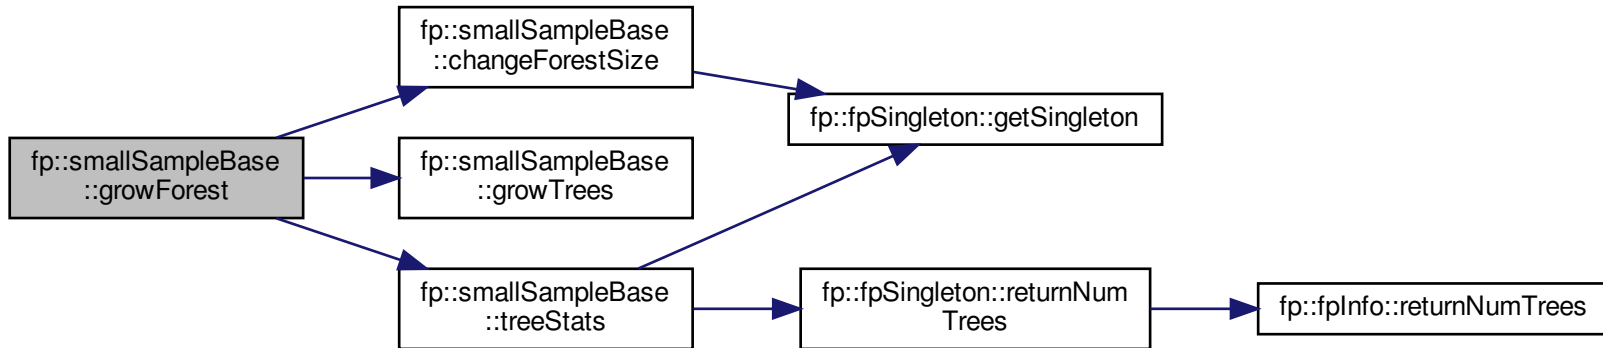 fp::smallSampleBase
::growForest
fp::smallSampleBase
::changeForestSize
fp::smallSampleBase
::growTrees
fp::smallSampleBase
::treeStats
fp::fpSingleton::getSingleton
fp::fpSingleton::returnNum
Trees
fp::fpInfo::returnNumTrees